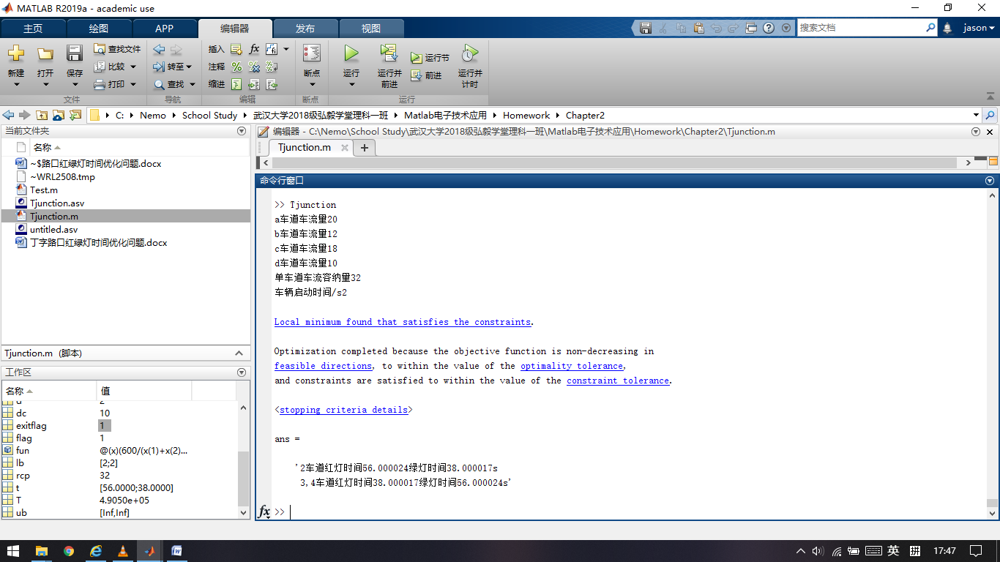 MATLAB R2019a - academic use
主页 绘图 APP 编辑器 发布 视图
搜索文档
jason
新建 打开 保存 查找文件 比较 打印
转至 查找
插入 注释 缩进
断点
运行 运行并前进 运行节 前进 运行并计时
文件 导航 编辑 断点 运行
C: Nemo School Study 武汉大学2018级弘毅学堂理科一班 Matlab电子技术应用 Homework Chapter2
当前文件夹
名称
~$路口红绿灯时间优化问题.docx
~WRL2508.tmp
Test.m
Tjunction.asv
Tjunction.m
untitled.asv
丁字路口红绿灯时间优化问题.docx
Tjunction.m (脚本)
工作区
名称 值
d 2
dc 10
exitflag 1
flag 1
fun @(x)(600/(x(1)+x(2)...
lb [2;2]
rcp 32
t [56.0000;38.0000]
T 4.9050e+05
ub [Inf,Inf]
编辑器 - C:\Nemo\School Study\武汉大学2018级弘毅学堂理科一班\Matlab电子技术应用\Homework\Chapter2\Tjunction.m
Tjunction.m
命令行窗口
>> Tjunction
a车道车流量20
b车道车流量12
c车道车流量18
d车道车流量10
单车道车流容纳量32
车辆启动时间/s2
Local minimum found that satisfies the constraints.
Optimization completed because the objective function is non-decreasing in
feasible directions, to within the value of the optimality tolerance,
and constraints are satisfied to within the value of the constraint tolerance.
<stopping criteria details>
ans =
'2车道红灯时间56.000024绿灯时间38.000017s
3,4车道红灯时间38.000017绿灯时间56.000024s'
fx >>
英 拼 17:47